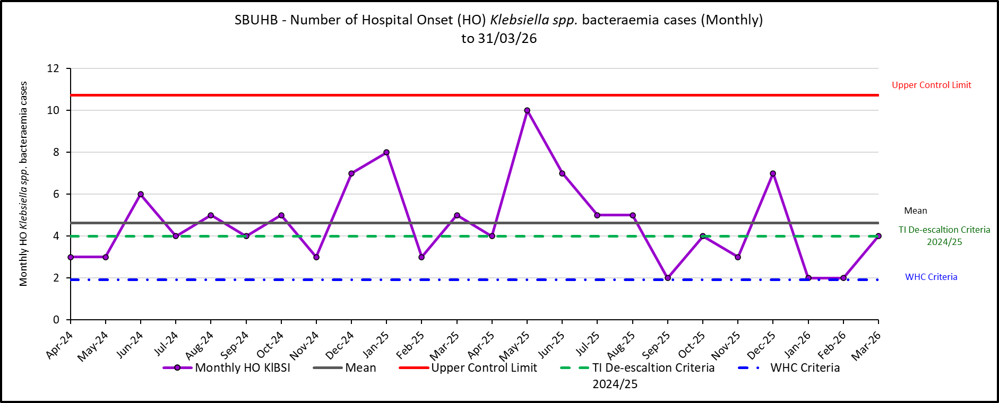 SBUHB - Number of Hospital Onset (HO) Klebsiella spp. bacteraemia cases (Monthly)
to 31/03/26
Monthly HO Klebsiella spp. bacteraemia cases
12
10
8
6
4
2
0
Upper Control Limit
Mean
TI De-escaltion Criteria
2024/25
WHC Criteria
Apr-24
May-24
Jun-24
Jul-24
Aug-24
Sep-24
Oct-24
Nov-24
Dec-24
Jan-25
Feb-25
Mar-25
Apr-25
May-25
Jun-25
Jul-25
Aug-25
Sep-25
Oct-25
Nov-25
Dec-25
Jan-26
Feb-26
Mar-26
Monthly HO KlBSI
Mean
Upper Control Limit
TI De-escaltion Criteria
2024/25
WHC Criteria